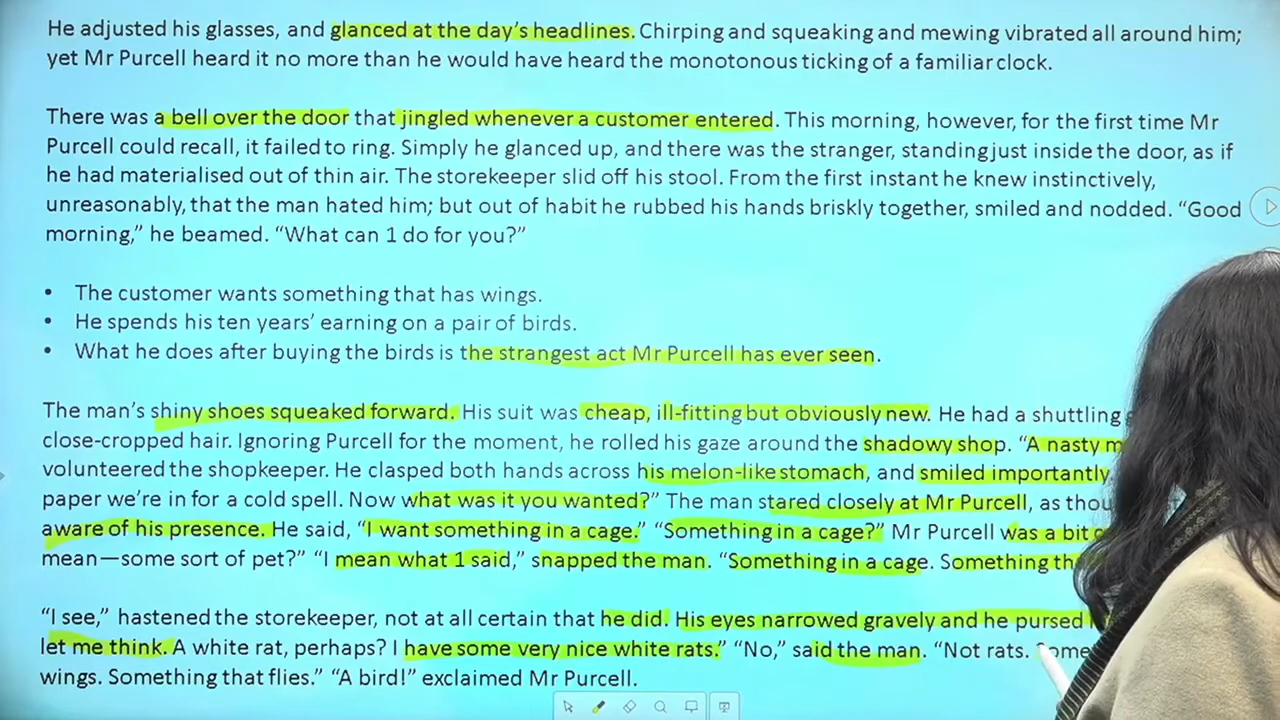 He adjusted his glasses, and glanced at the day's headlines. Chirping and squeaking and mewing vibrated all around him;
yet Mr Purcell heard it no more than he would have heard the monotonous ticking of a familiar clock.
There was a bell over the door that jingled whenever a customer entered. This morning, however, for the first time Mr
Purcell could recall, it failed to ring. Simply he glanced up, and there was the stranger, standing just inside the door, as if
he had materialised out of thin air. The storekeeper slid off his stool. From the first instant he knew instinctively,
unreasonably, that the man hated him; but out of habit he rubbed his hands briskly together, smiled and nodded. “Good
morning,” he beamed. “What can 1 do for you?”
• The customer wants something that has wings.
• He spends his ten years’ earning on a pair of birds.
• What he does after buying the birds is the strangest act Mr Purcell has ever seen.
The man’s shiny shoes squeaked forward. His suit was cheap, ill-fitting but obviously new. He had a shuttling
close-cropped hair. Ignoring Purcell for the moment, he rolled his gaze around the shadowy shop. “A nasty
volunteered the shopkeeper. He clasped both hands across his melon-like stomach, and smiled importantly.
paper we’re in for a cold spell. Now what was it you wanted?” The man stared closely at Mr Purcell, as
aware of his presence. He said, “I want something in a cage.” “Something in a cage?” Mr Purcell was a bit
mean—some sort of pet?” “I mean what 1 said,” snapped the man. “Something in a cage. Something
“I see,” hastened the storekeeper, not at all certain that he did. His eyes narrowed gravely and he pursed
let me think. A white rat, perhaps? I have some very nice white rats.” “No,” said the man. “Not rats.
wings. Something that flies.” “A bird!” exclaimed Mr Purcell.